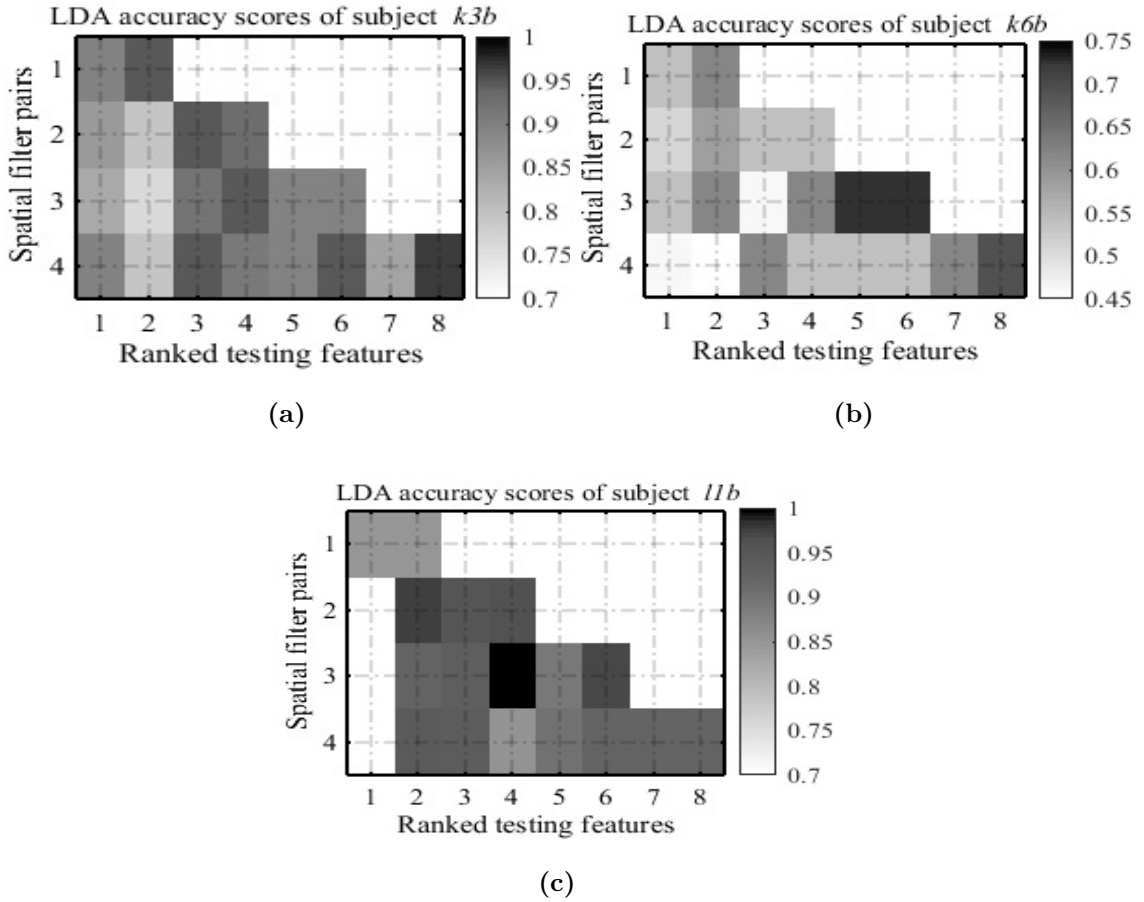 LDA accuracy scores of subject k3b
1
2
3
4
Spatial filter pairs
1 2 3 4 5 6 7 8
Ranked testing features
1
0.95
0.9
0.85
0.8
0.75
0.7
(a)
LDA accuracy scores of subject k6b
1
2
3
4
Spatial filter pairs
1 2 3 4 5 6 7 8
Ranked testing features
0.75
0.7
0.65
0.6
0.55
0.5
0.45
(b)
LDA accuracy scores of subject l1b
1
2
3
4
Spatial filter pairs
1 2 3 4 5 6 7 8
Ranked testing features
1
0.95
0.9
0.85
0.8
0.75
0.7
(c)